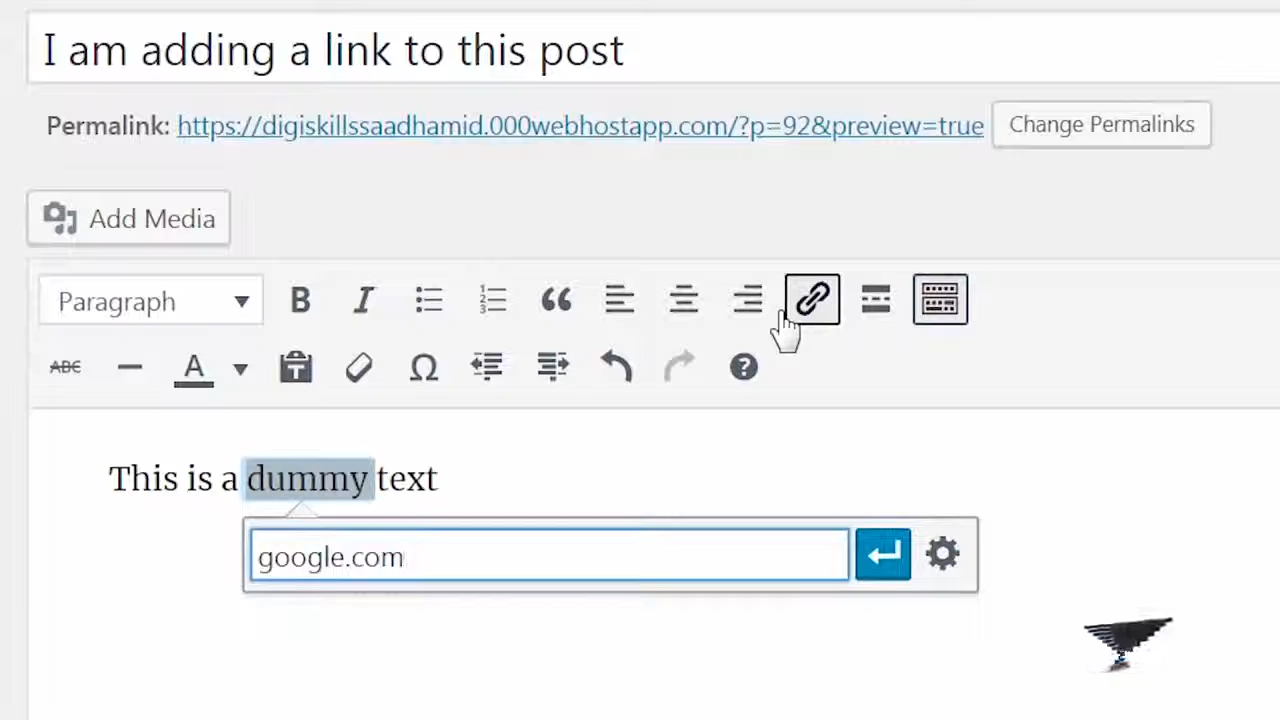 I am adding a link to this post
Permalink: https://digiskillssaadhamid.000webhostapp.com/?p=92&preview=true Change Permalinks
Add Media
Paragraph B I
ABC A Ω ?
This is a dummy text
google.com